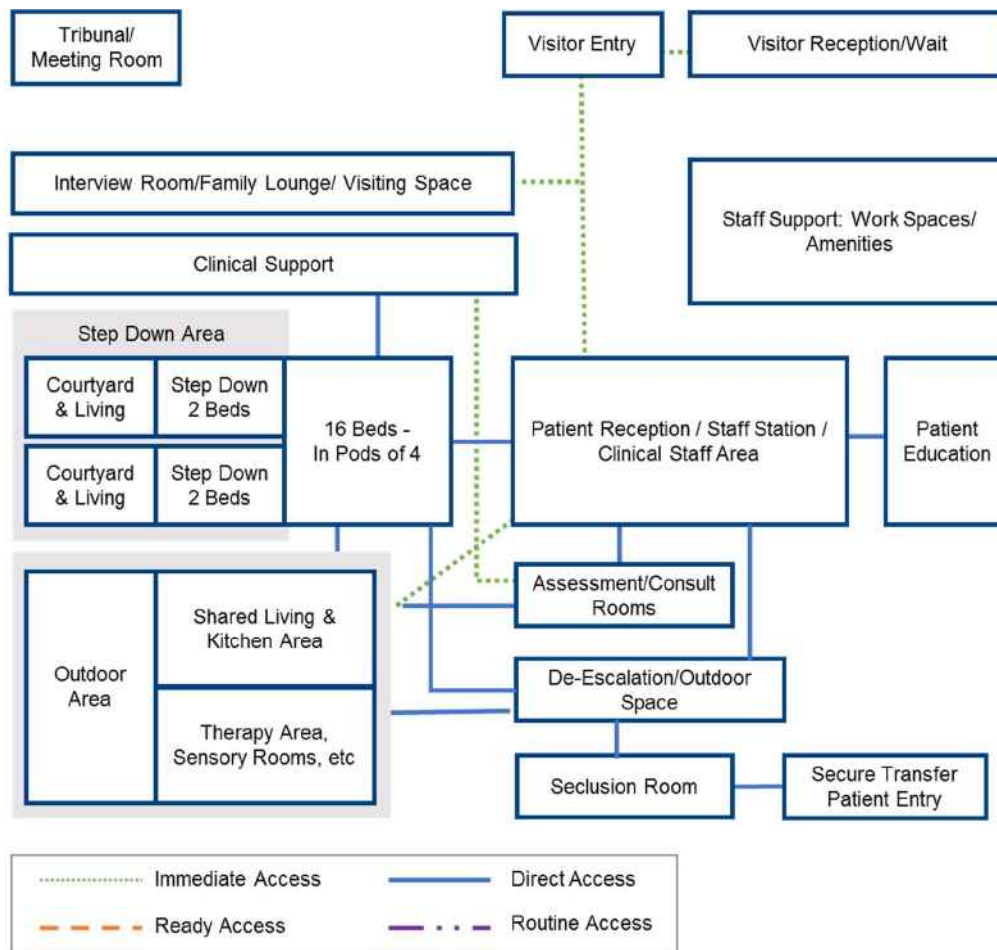 Tribunal/
Meeting Room
Visitor Entry
Visitor Reception/Wait
Interview Room/Family Lounge/ Visiting Space
Staff Support: Work Spaces/
Amenities
Clinical Support
Step Down Area
Courtyard
& Living
Step Down
2 Beds
Courtyard
& Living
Step Down
2 Beds
16 Beds -
In Pods of 4
Patient Reception / Staff Station /
Clinical Staff Area
Patient
Education
Assessment/Consult
Rooms
Outdoor
Area
Shared Living &
Kitchen Area
Therapy Area,
Sensory Rooms, etc
De-Escalation/Outdoor
Space
Seclusion Room
Secure Transfer
Patient Entry
Immediate Access
Direct Access
Ready Access
Routine Access